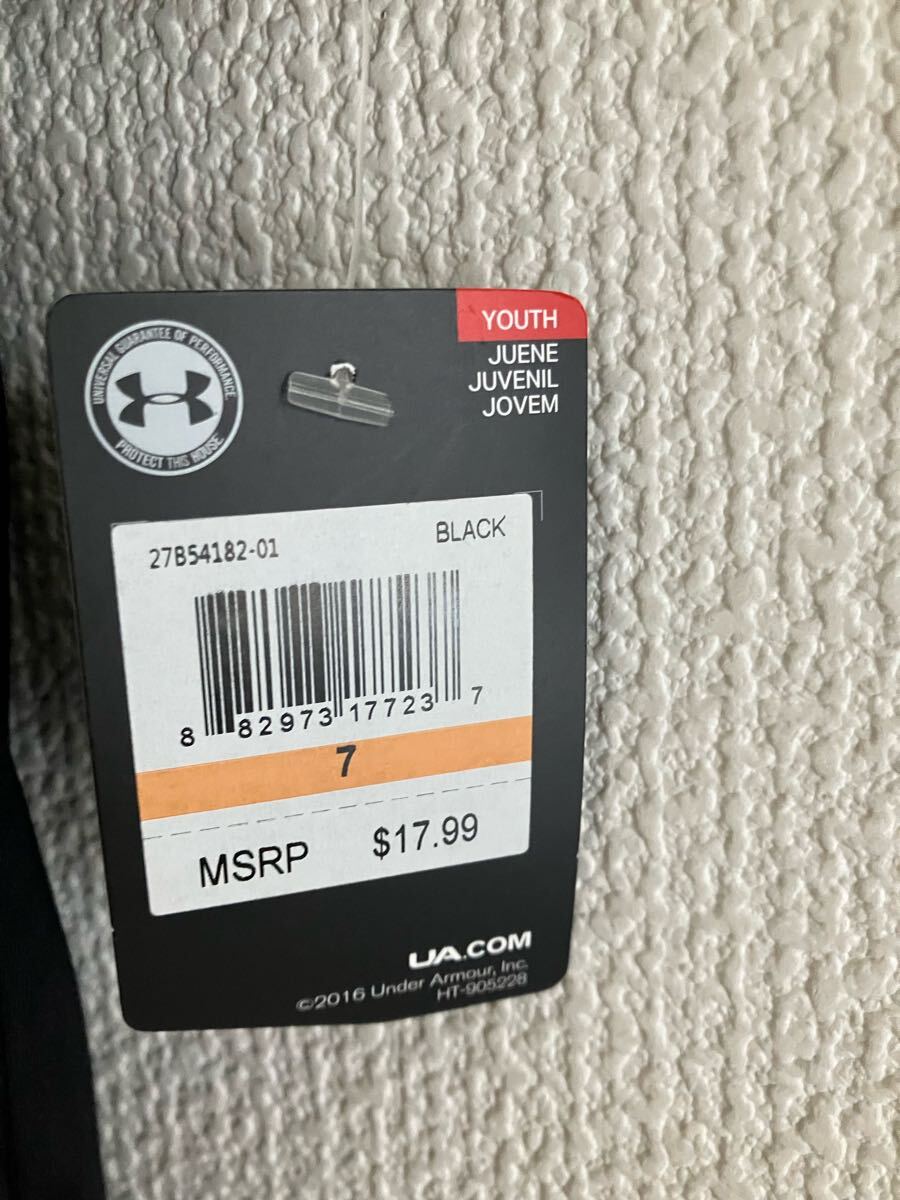 UNIVERSAL GUARANTEE OF PERFORMANCE
PROTECT THIS HOUSE
YOUTH
JUENE
JUVENIL
JOVEM
27B54182-01
BLACK
8 82973 17723 7
7
MSRP $17.99
UA.COM
©2016 Under Armour, Inc.
HT-905228